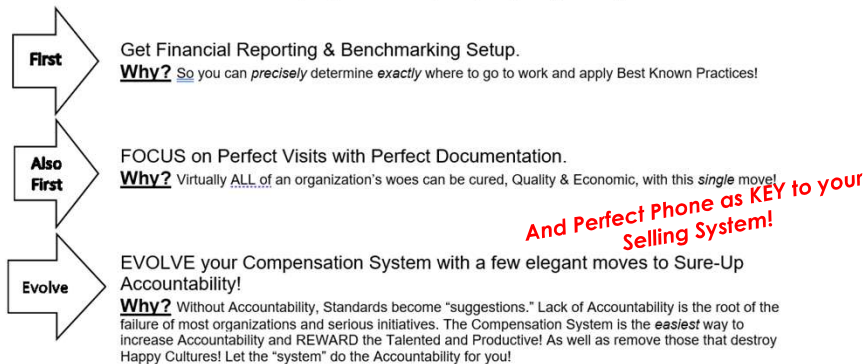 First
Get Financial Reporting & Benchmarking Setup.
Why? So you can precisely determine exactly where to go to work and apply Best Known Practices!
Also
First
FOCUS on Perfect Visits with Perfect Documentation.
Why? Virtually ALL of an organization’s woes can be cured, Quality & Economic, with this single move!
And Perfect Phone as KEY to your
Selling System!
Evolve
EVOLVE your Compensation System with a few elegant moves to Sure-Up
Accountability!
Why? Without Accountability, Standards become “suggestions.” Lack of Accountability is the root of the
failure of most organizations and serious initiatives. The Compensation System is the easiest way to
increase Accountability and REWARD the Talented and Productive! As well as remove those that destroy
Happy Cultures! Let the “system” do the Accountability for you!